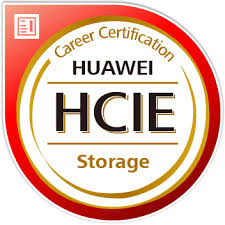 Career Certification
HUAWEI
HCIE
Storage